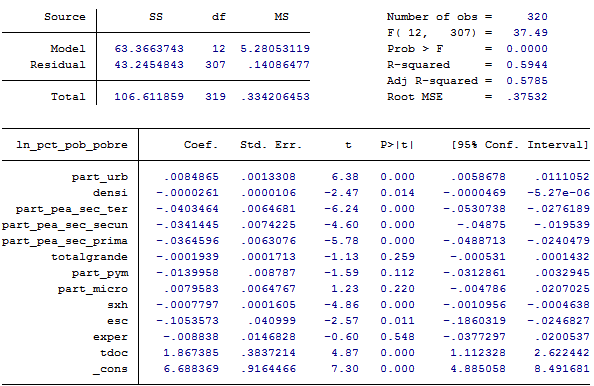 Source | SS df MS Number of obs = 320
F( 12, 307) = 37.49
Model | 63.3663743 12 5.28053119 Prob > F = 0.0000
Residual | 43.2454843 307 .14086477 R-squared = 0.5944
Adj R-squared = 0.5785
Total | 106.611859 319 .334206453 Root MSE = .37532
ln_pct_pob_pobre | Coef. Std. Err. t P>|t| [95% Conf. Interval]
part_urb | .0084865 .0013308 6.38 0.000 .0058678 .0111052
densi | -.0000261 .0000106 -2.47 0.014 -.0000469 -5.27e-06
part_pea_sec_ter | -.0403464 .0064681 -6.24 0.000 -.0530738 -.0276189
part_pea_sec_secun | -.0341445 .0074225 -4.60 0.000 -.04875 -.019539
part_pea_sec_prima | -.0364596 .0063076 -5.78 0.000 -.0488713 -.0240479
totalgrande | -.0001939 .0001713 -1.13 0.259 -.000531 .0001432
part_pym | -.0139958 .008787 -1.59 0.112 -.0312861 .0032945
part_micro | .0079583 .0064767 1.23 0.220 -.004786 .0207025
sxh | -.0007797 .0001605 -4.86 0.000 -.0010956 -.0004638
esc | -.1053573 .040999 -2.57 0.011 -.1860319 -.0246827
exper | -.008838 .0146828 -0.60 0.548 -.0377297 .0200537
tdoc | 1.867385 .3837214 4.87 0.000 1.112328 2.622442
_cons | 6.688369 .9164466 7.30 0.000 4.885058 8.491681